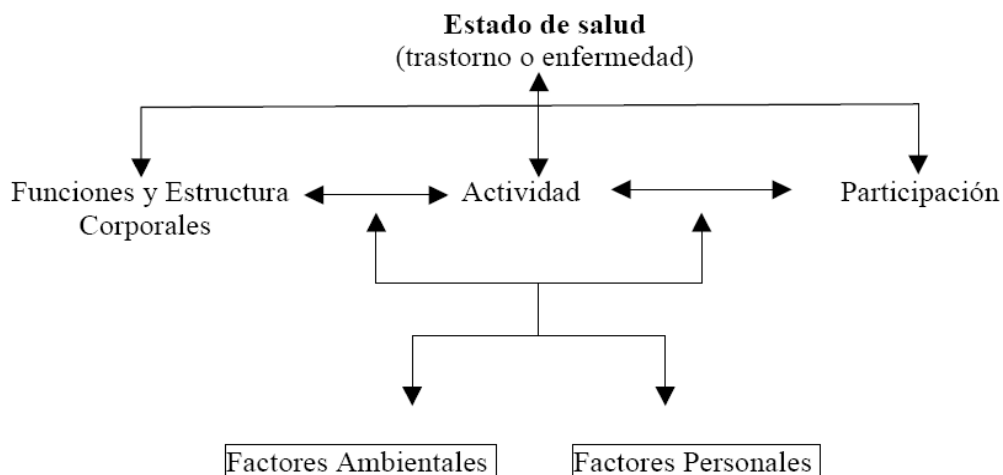 Estado de salud
(trastorno o enfermedad)
Funciones y Estructura
Corporales
Actividad
Participación
Factores Ambientales
Factores Personales